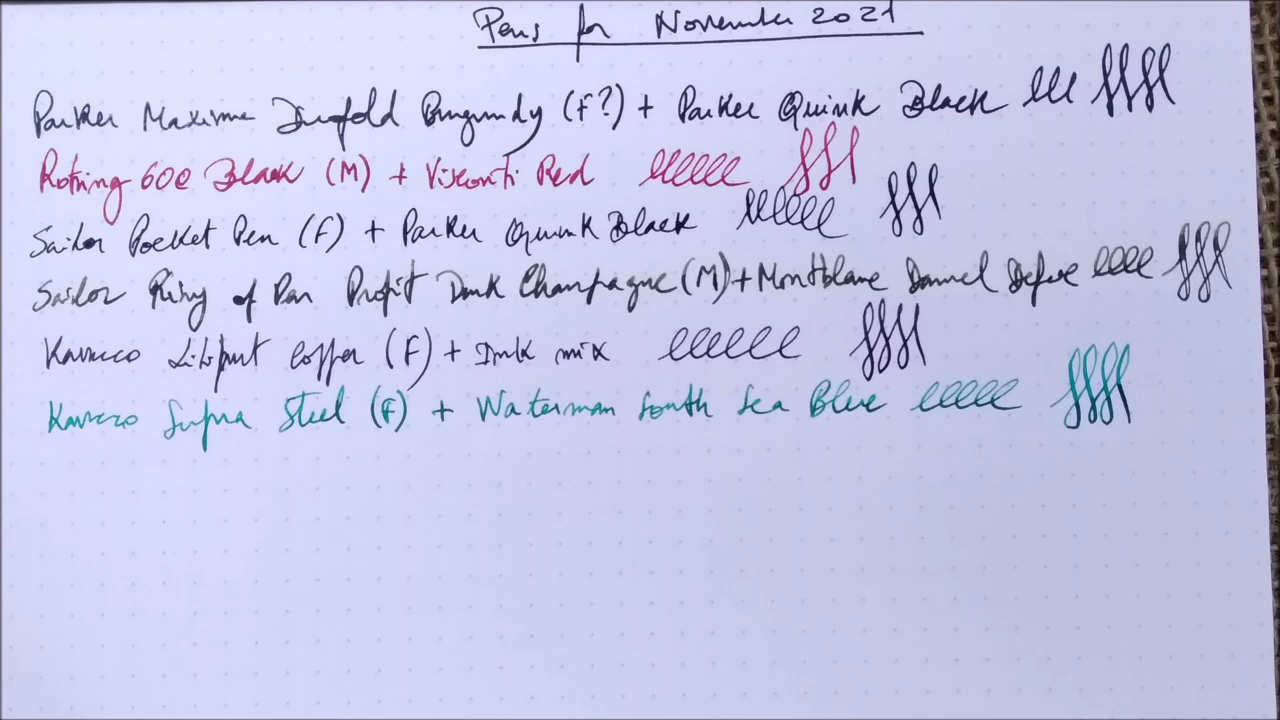 Pens for November 2021
Parker Maxima Duofold Burgundy (F?) + Parker Quink Black
Rotring 600 Black (M) + Visconti Red
Sailor Pocket Pen (F) + Parker Quink Black
Sailor King of Pen Profit Dark Champagne (M) + Montblanc Daniel Defoe
Kaweco Liliput Copper (F) + Ink mix
Kaweco Supra Steel (F) + Waterman South Sea Blue